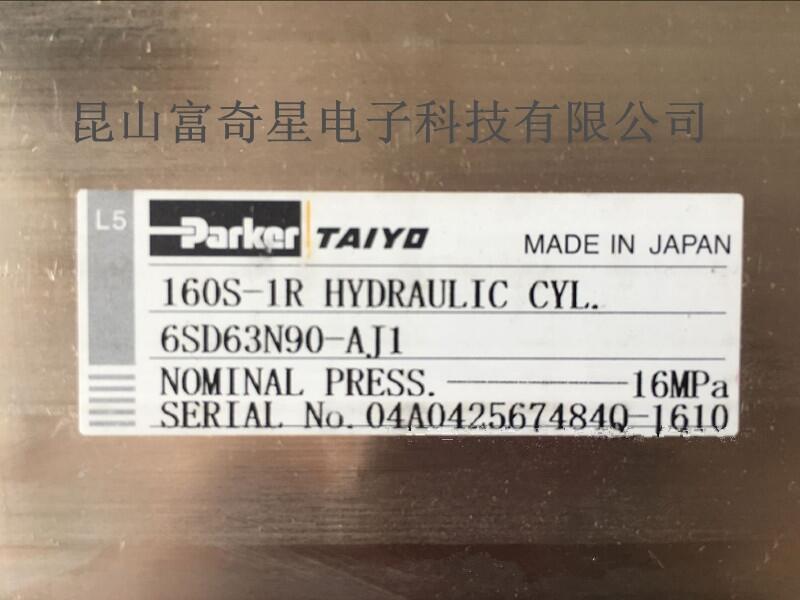 昆山富奇星电子科技有限公司
L5 Parker TAIYO MADE IN JAPAN
160S-1R HYDRAULIC CYL.
6SD63N90-AJ1
NOMINAL PRESS.————16MPa
SERIAL No.04A042567484Q-1610